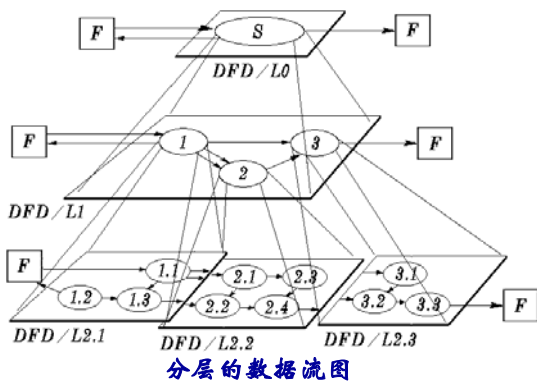 F S F
DFD/L0
F 1 3 F
2
DFD/L1
F 1.1 2.1 2.3 3.1
1.2 1.3 2.2 2.4 3.2 3.3 F
DFD/L2.1 DFD/L2.2 DFD/L2.3
分层的数据流图